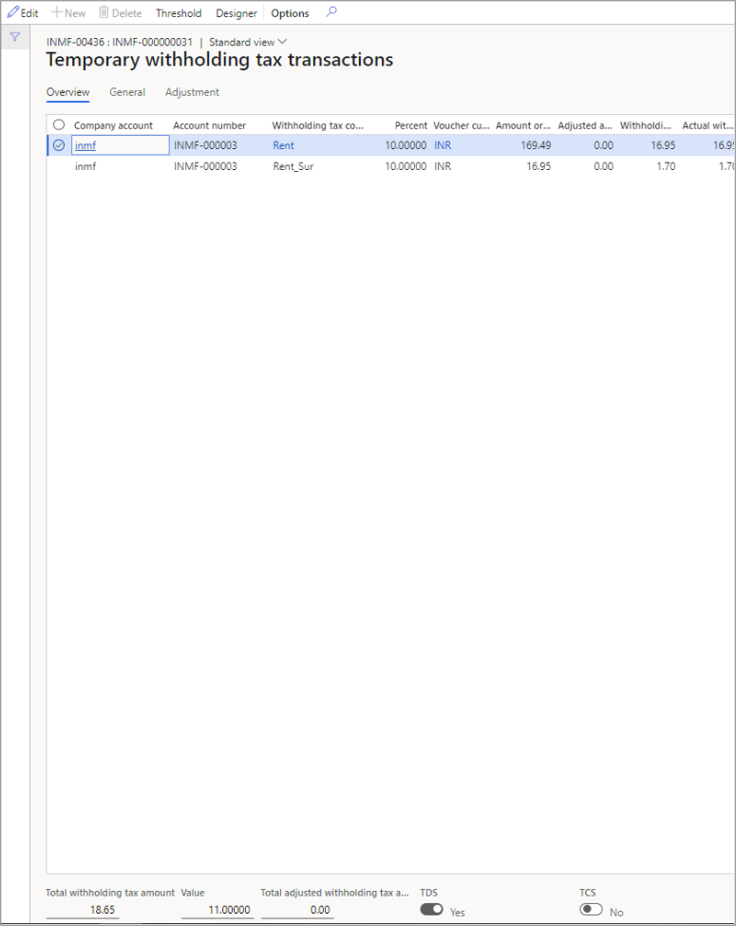 Edit New Delete Threshold Designer Options
INMF-00436 : INMF-000000031 | Standard view
Temporary withholding tax transactions
Overview General Adjustment
Company account Account number Withholding tax co... Percent Voucher cu... Amount or... Adjusted a... Withholdi... Actual wit...
inmf INMF-000003 Rent 10.00000 INR 169.49 0.00 16.95 16.95
inmf INMF-000003 Rent_Sur 10.00000 INR 16.95 0.00 1.70 1.70
Total withholding tax amount Value Total adjusted withholding tax a... TDS TCS
18.65 11.00000 0.00 Yes No